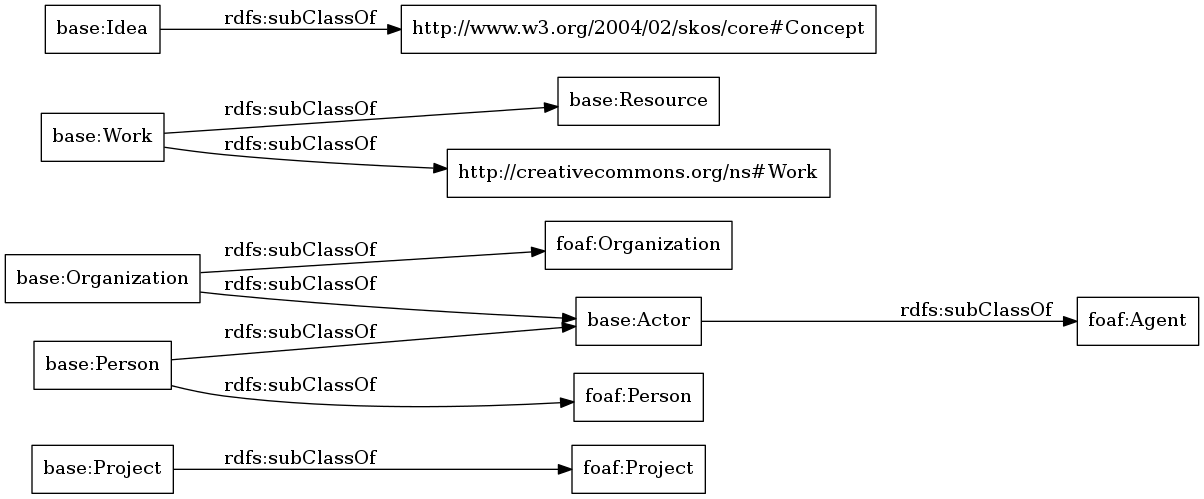 base:Idea
rdfs:subClassOf
http://www.w3.org/2004/02/skos/core#Concept
base:Work
rdfs:subClassOf
base:Resource
rdfs:subClassOf
http://creativecommons.org/ns#Work
base:Organization
rdfs:subClassOf
foaf:Organization
rdfs:subClassOf
base:Actor
rdfs:subClassOf
foaf:Agent
base:Person
rdfs:subClassOf
rdfs:subClassOf
foaf:Person
base:Project
rdfs:subClassOf
foaf:Project